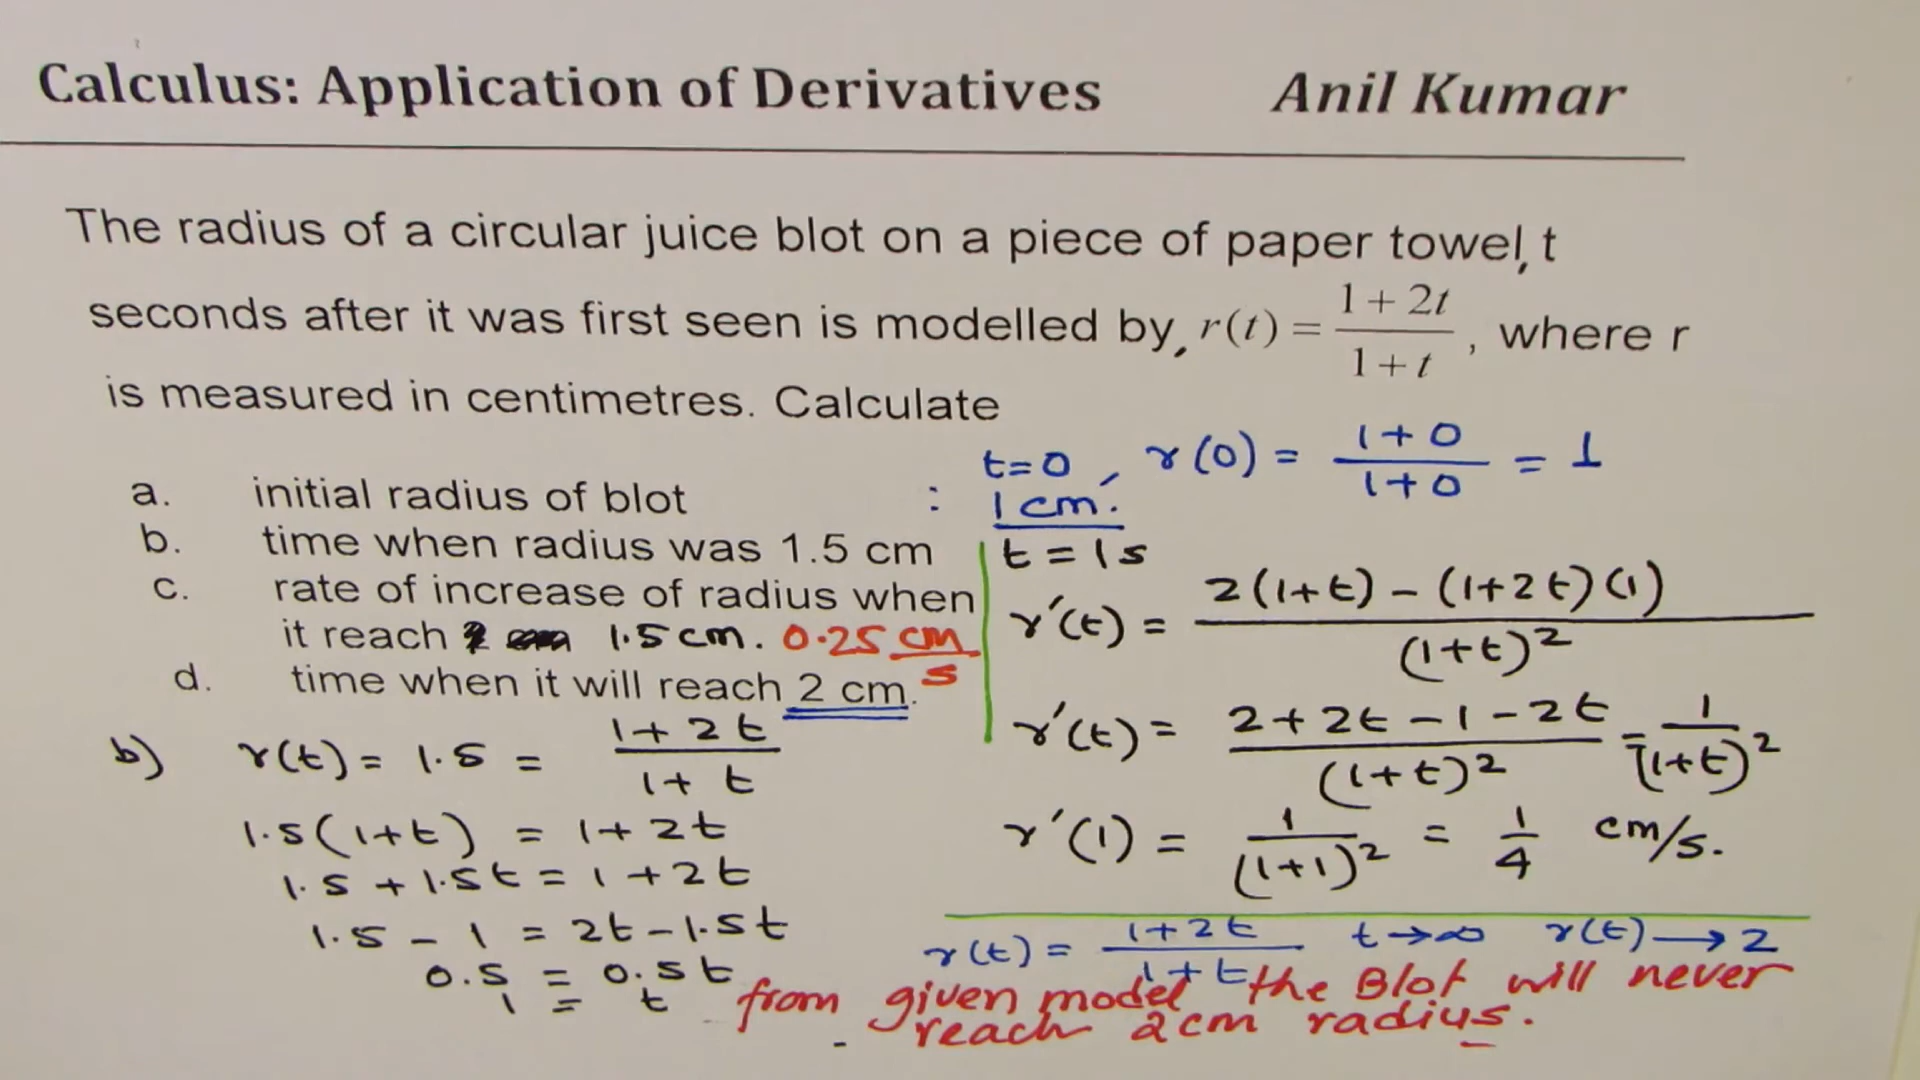 Calculus: Application of Derivatives Anil Kumar
The radius of a circular juice blot on a piece of paper towel, t
seconds after it was first seen is modelled by, r(t) = (1 + 2t)/(1 + t) , where r
is measured in centimetres. Calculate
t=0, r(0) = (1+0)/(1+0) = 1
a. initial radius of blot : 1 cm.
b. time when radius was 1.5 cm t = 1 s
c. rate of increase of radius when
it reach 1.5 cm. 0.25 cm/s
d. time when it will reach 2 cm.
r'(t) = (2(1+t) - (1+2t)(1))/(1+t)²
r'(t) = (2+2t-1-2t)/(1+t)² = 1/(1+t)²
r'(1) = 1/(1+1)² = 1/4 cm/s.
b) r(t) = 1.5 = (1+2t)/(1+t)
1.5(1+t) = 1+2t
1.5 + 1.5t = 1+2t
1.5 - 1 = 2t - 1.5t
0.5 = 0.5t
1 = t
r(t) = (1+2t)/(1+t) t→∞ r(t)→2
from given model the Blot will never
reach 2cm radius.